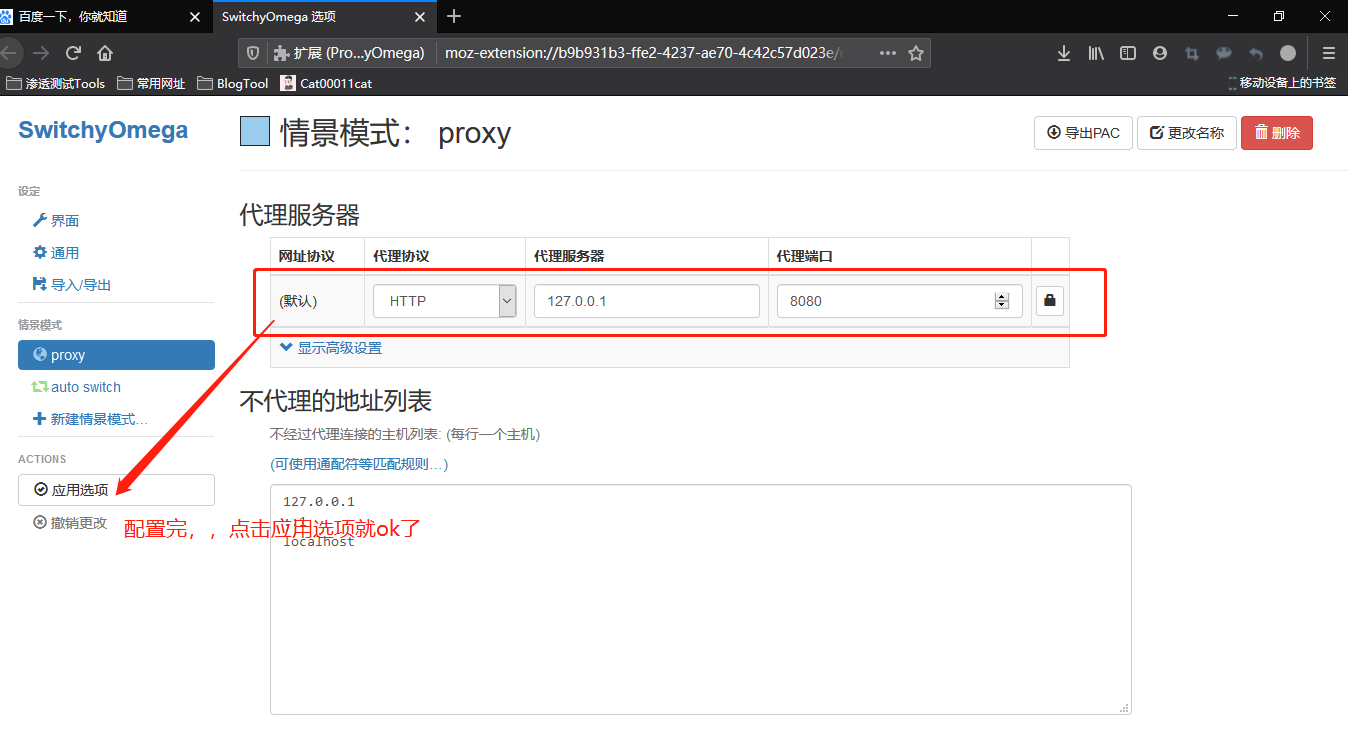 百度一下，你就知道
SwitchyOmega 选项
扩展 (Pro...yOmega)
moz-extension://b9b931b3-ffe2-4237-ae70-4c42c57d023e/
渗透测试Tools
常用网址
BlogTool
Cat00011cat
移动设备上的书签
SwitchyOmega
情景模式： proxy
导出PAC
更改名称
删除
设定
界面
通用
导入/导出
情景模式
proxy
auto switch
新建情景模式…
ACTIONS
应用选项
撤销更改
代理服务器
网址协议 代理协议 代理服务器 代理端口
(默认) HTTP 127.0.0.1 8080
显示高级设置
不代理的地址列表
不经过代理连接的主机列表: (每行一个主机)
(可使用通配符等匹配规则…)
127.0.0.1
配置完，，点击应用选项就ok了
localhost